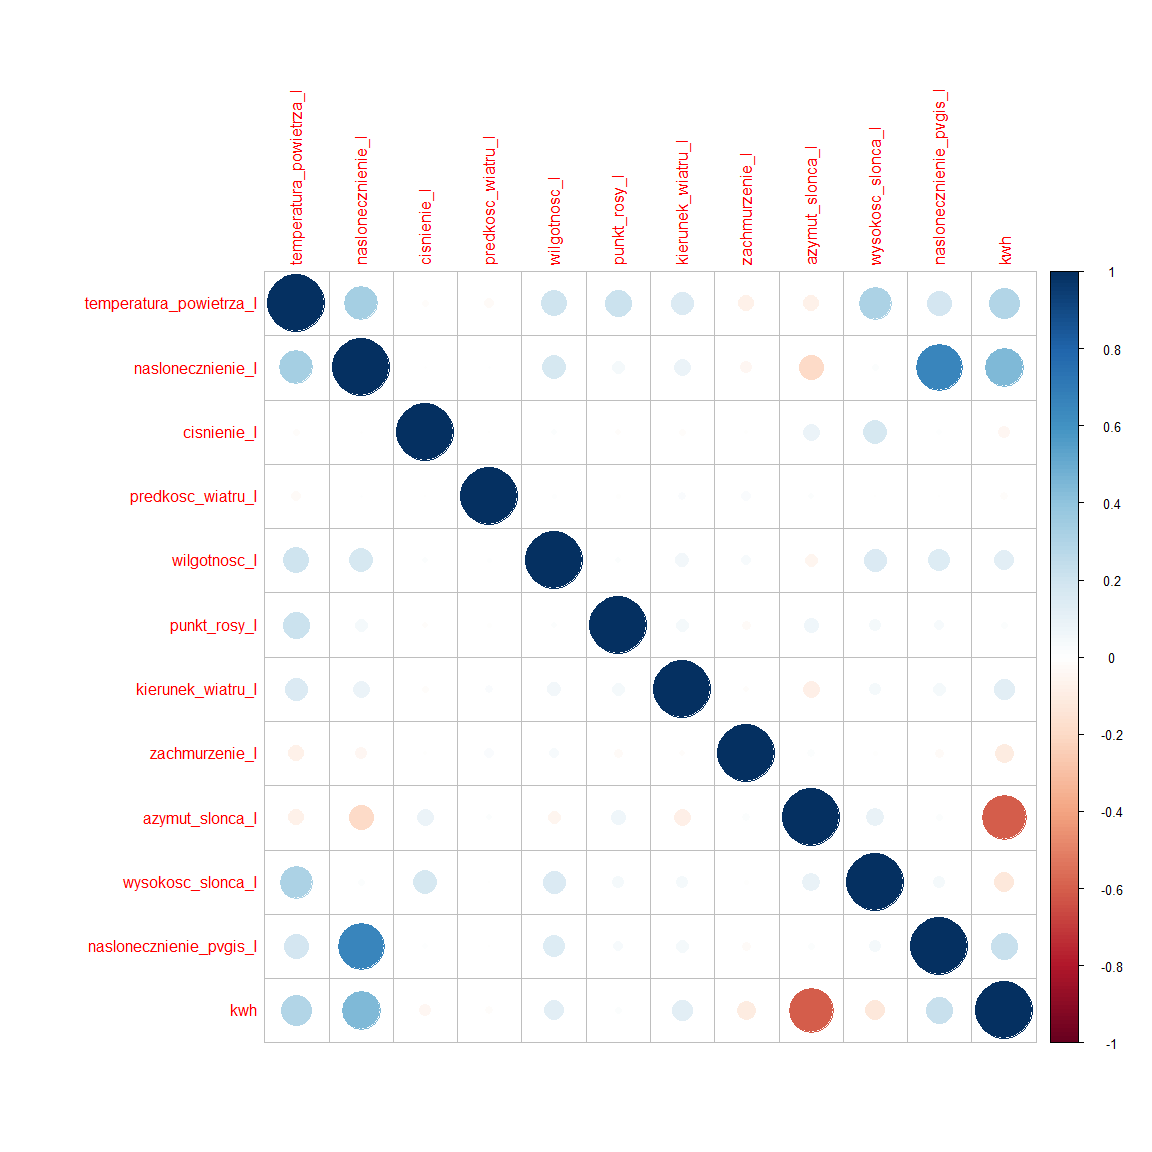 temperatura_powietrza_l
naslonecznienie_l
cisnienie_l
predkosc_wiatru_l
wilgotnosc_l
punkt_rosy_l
kierunek_wiatru_l
zachmurzenie_l
azymut_slonca_l
wysokosc_slonca_l
naslonecznienie_pvgis_l
kwh
temperatura_powietrza_l
naslonecznienie_l
cisnienie_l
predkosc_wiatru_l
wilgotnosc_l
punkt_rosy_l
kierunek_wiatru_l
zachmurzenie_l
azymut_slonca_l
wysokosc_slonca_l
naslonecznienie_pvgis_l
kwh
1
0.8
0.6
0.4
0.2
0
-0.2
-0.4
-0.6
-0.8
-1